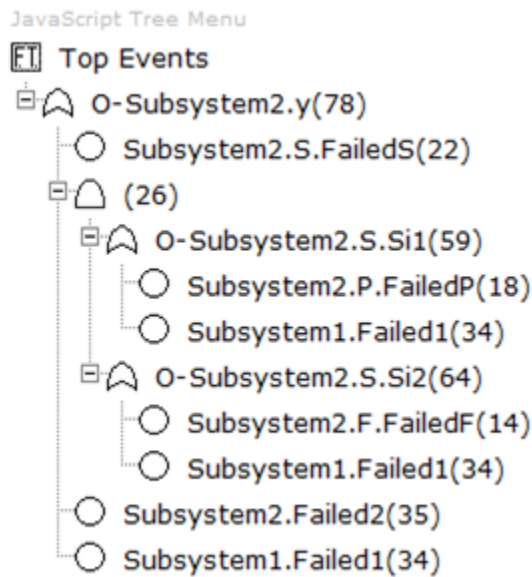 JavaScript Tree Menu
F.T. Top Events
O-Subsystem2.y(78)
Subsystem2.S.FailedS(22)
(26)
O-Subsystem2.S.Si1(59)
Subsystem2.P.FailedP(18)
Subsystem1.Failed1(34)
O-Subsystem2.S.Si2(64)
Subsystem2.F.FailedF(14)
Subsystem1.Failed1(34)
Subsystem2.Failed2(35)
Subsystem1.Failed1(34)